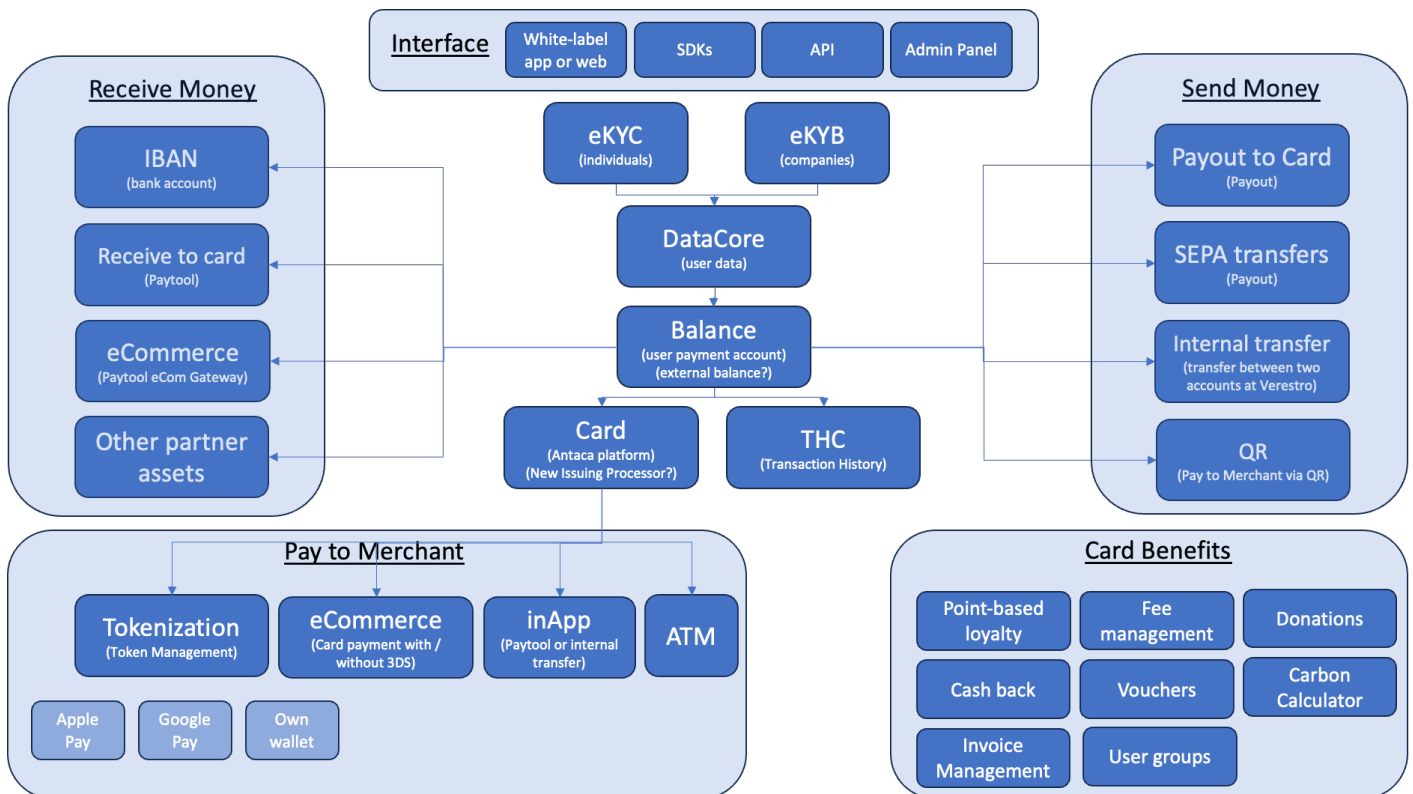 Interface
White-label
app or web
SDKs
API
Admin Panel
Receive Money
IBAN
(bank account)
Receive to card
(Paytool)
eCommerce
(Paytool eCom Gateway)
Other partner
assets
eKYC
(individuals)
eKYB
(companies)
DataCore
(user data)
Balance
(user payment account)
(external balance?)
Card
(Antaca platform)
(New Issuing Processor?)
THC
(Transaction History)
Send Money
Payout to Card
(Payout)
SEPA transfers
(Payout)
Internal transfer
(transfer between two
accounts at Verestro)
QR
(Pay to Merchant via QR)
Pay to Merchant
Tokenization
(Token Management)
eCommerce
(Card payment with /
without 3DS)
inApp
(Paytool or internal
transfer)
ATM
Apple
Pay
Google
Pay
Own
wallet
Card Benefits
Point-based
loyalty
Fee
management
Donations
Cash back
Vouchers
Carbon
Calculator
Invoice
Management
User groups